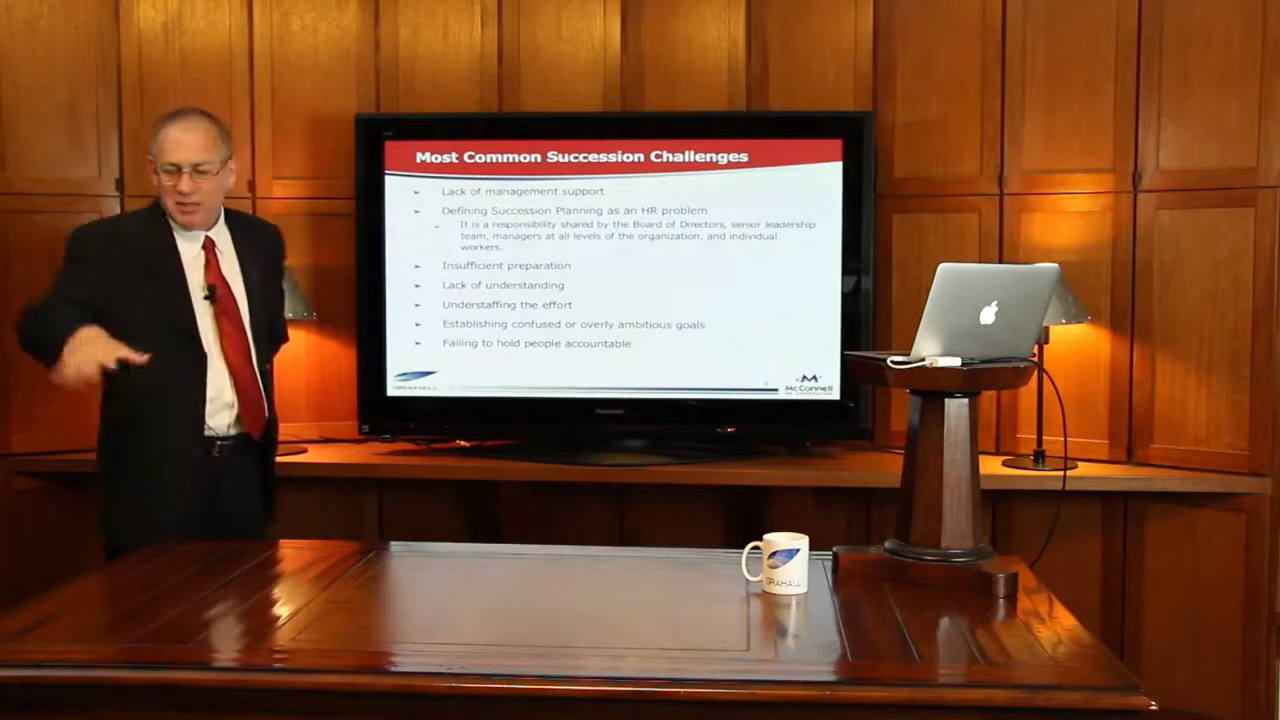 Most Common Succession Challenges
➤ Lack of management support
➤ Defining Succession Planning as an HR problem
- It is a responsibility shared by the Board of Directors, senior leadership
team, managers at all levels of the organization, and individual
workers.
➤ Insufficient preparation
➤ Lack of understanding
➤ Understaffing the effort
➤ Establishing confused or overly ambitious goals
➤ Failing to hold people accountable
GRAHALL
McConnell
Panasonic
GRAHALL